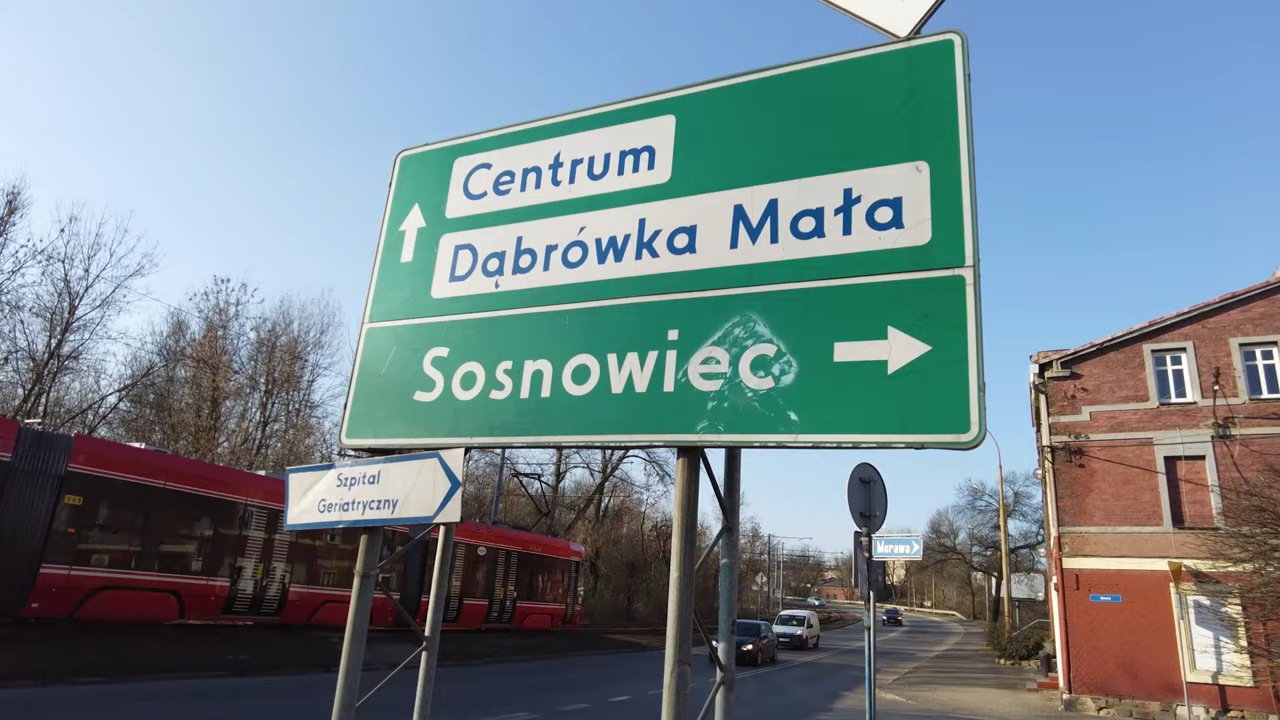 Centrum
Dąbrówka Mała
Sosnowiec
Szpital
Geriatryczny
Morawa